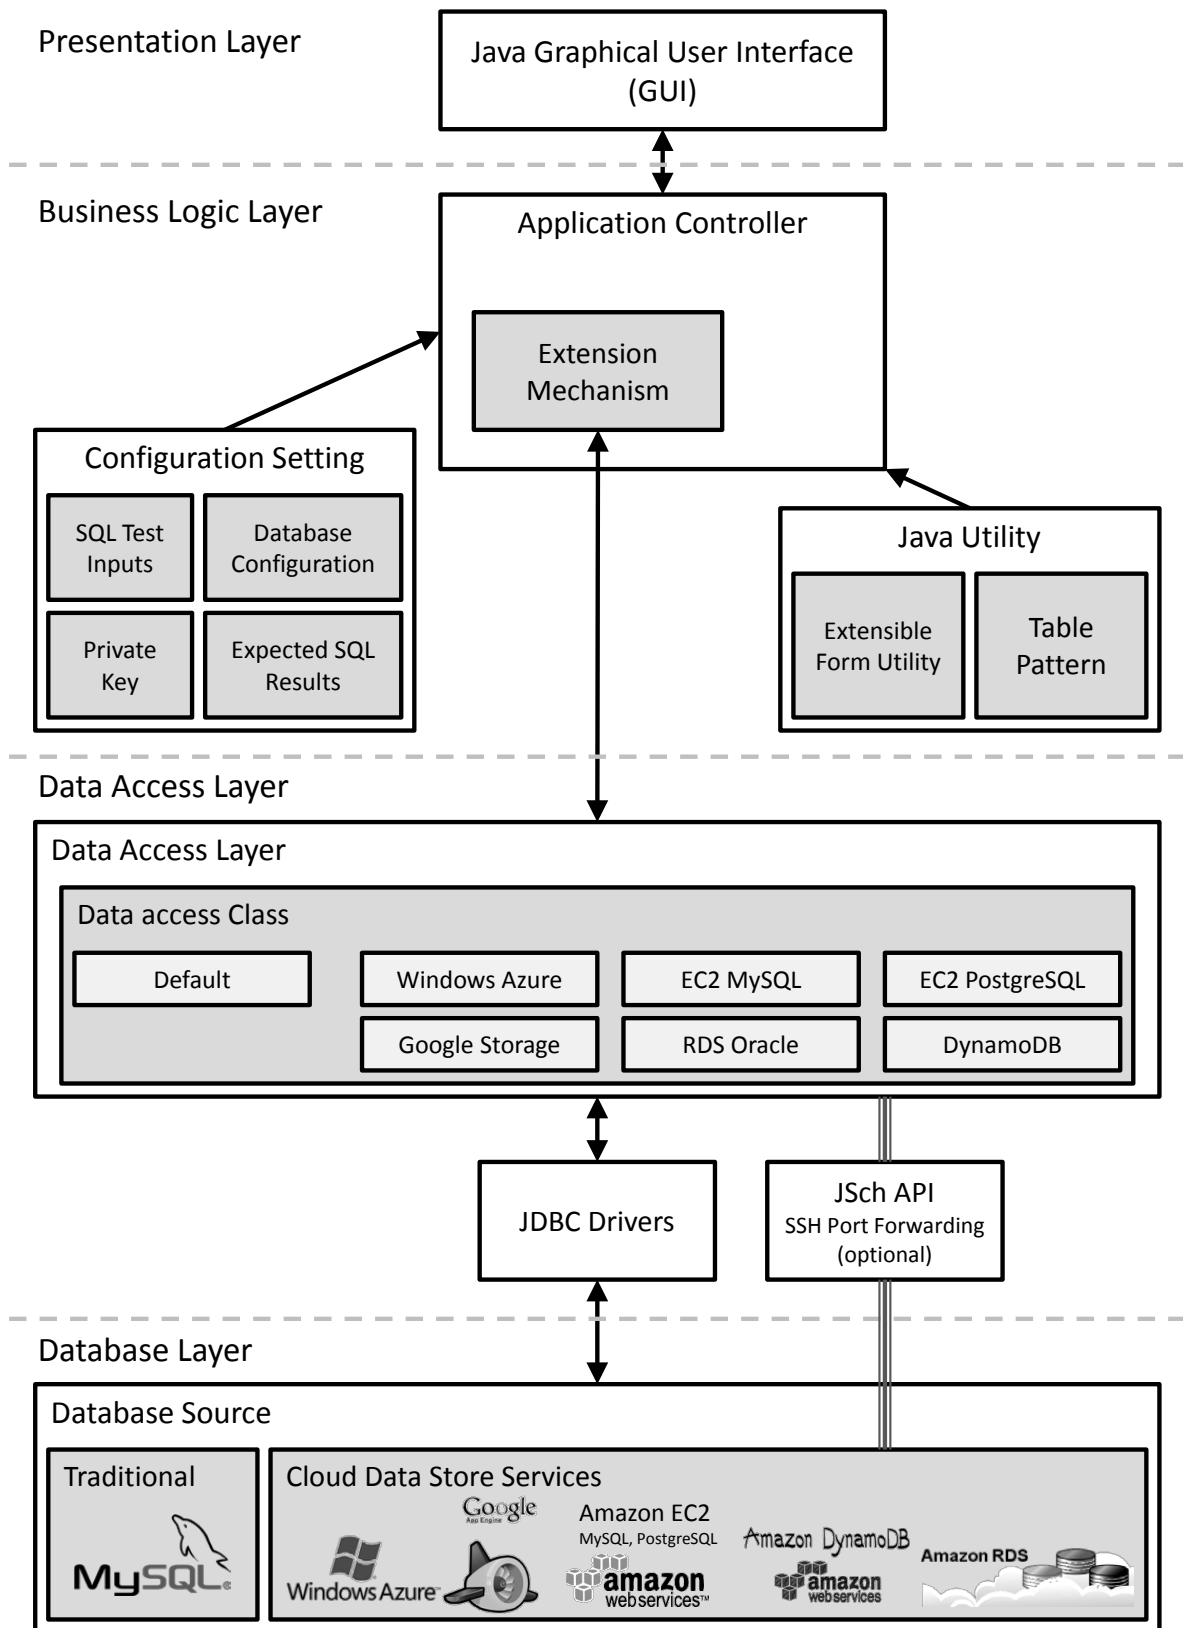 Presentation Layer
Java Graphical User Interface
(GUI)
Business Logic Layer
Application Controller
Extension
Mechanism
Configuration Setting
SQL Test
Inputs
Database
Configuration
Private
Key
Expected SQL
Results
Java Utility
Extensible
Form Utility
Table
Pattern
Data Access Layer
Data Access Layer
Data access Class
Default
Windows Azure
EC2 MySQL
EC2 PostgreSQL
Google Storage
RDS Oracle
DynamoDB
JDBC Drivers
JSch API
SSH Port Forwarding
(optional)
Database Layer
Database Source
Traditional
MySQL®
Cloud Data Store Services
Windows Azure™
Google
App Engine
Amazon EC2
MySQL, PostgreSQL
amazon
webservices™
Amazon DynamoDB
amazon
webservices
Amazon RDS